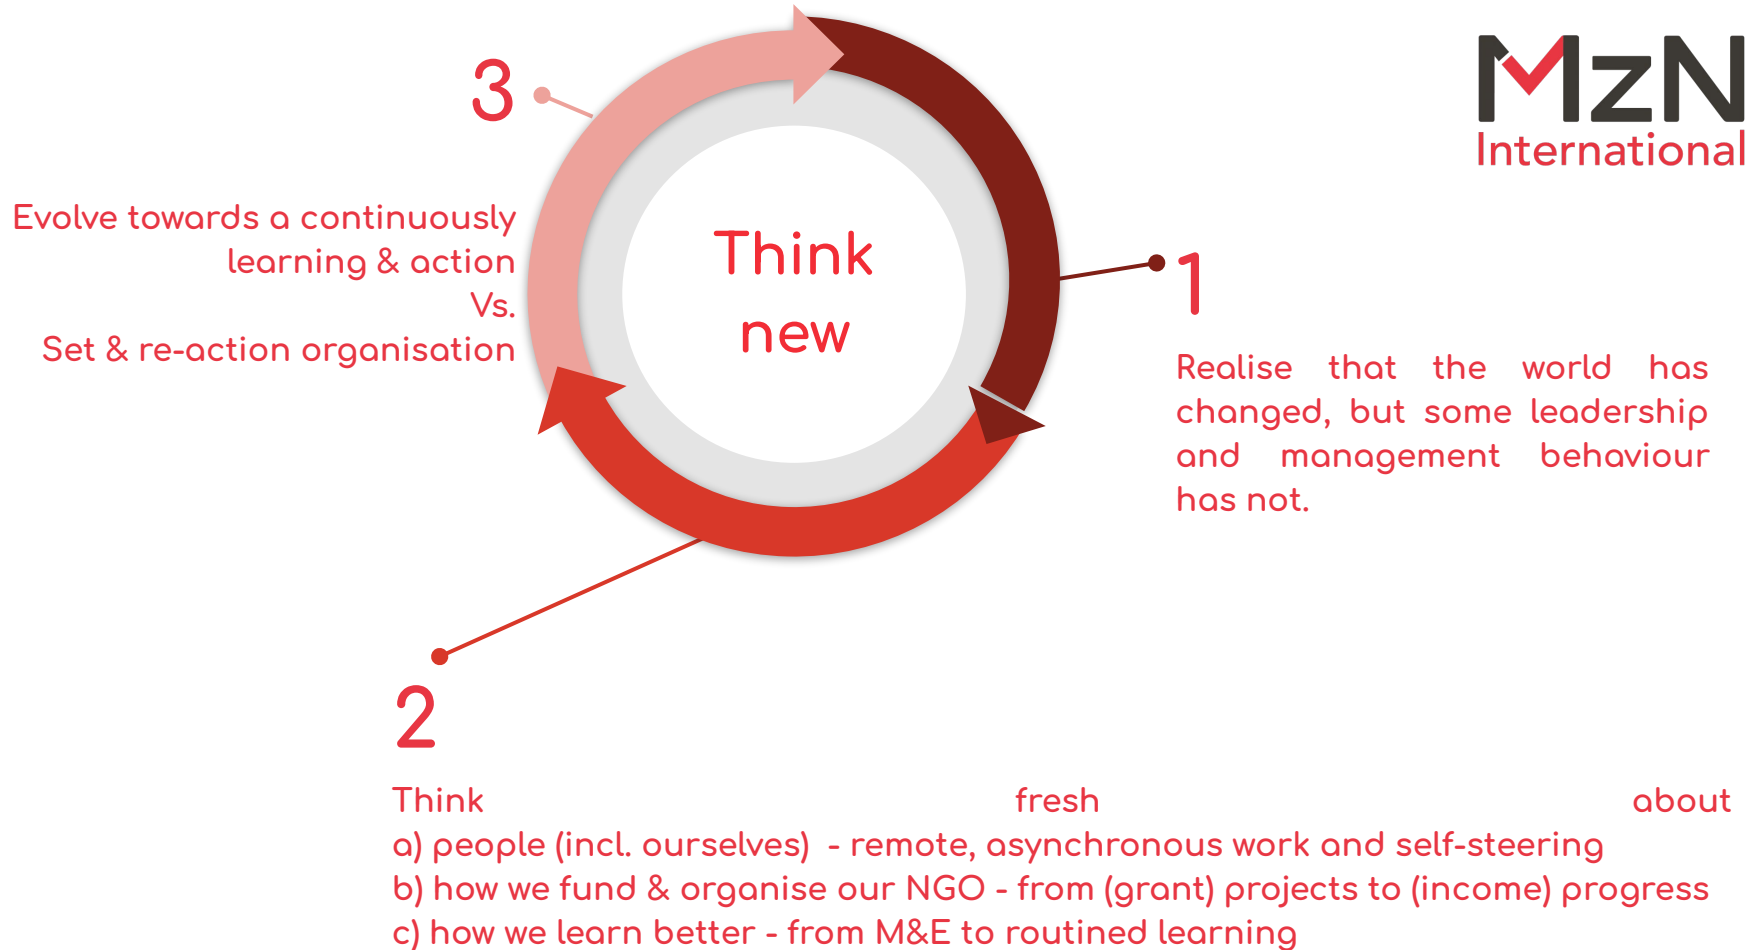 MzN
International
Think
new
1
Realise that the world has
changed, but some leadership
and management behaviour
has not.
2
Think fresh about
a) people (incl. ourselves)  - remote, asynchronous work and self-steering
b) how we fund & organise our NGO - from (grant) projects to (income) progress
c) how we learn better - from M&E to routined learning
3
Evolve towards a continuously
learning & action
Vs.
Set & re-action organisation